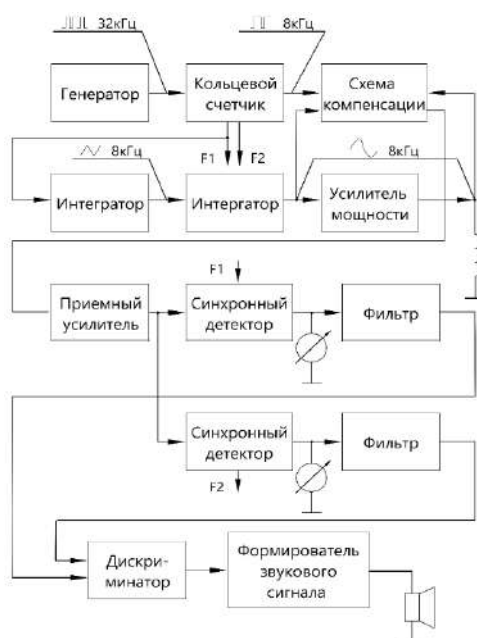 32кГц 8кГц
Генератор
Кольцевой
счетчик
Схема
компенсации
F1 F2
8кГц 8кГц
Интегратор
Интергатор
Усилитель
мощности
F1
Приемный
усилитель
Синхронный
детектор
Фильтр
Синхронный
детектор
Фильтр
F2
Дискри-
минатор
Формирователь
звукового
сигнала